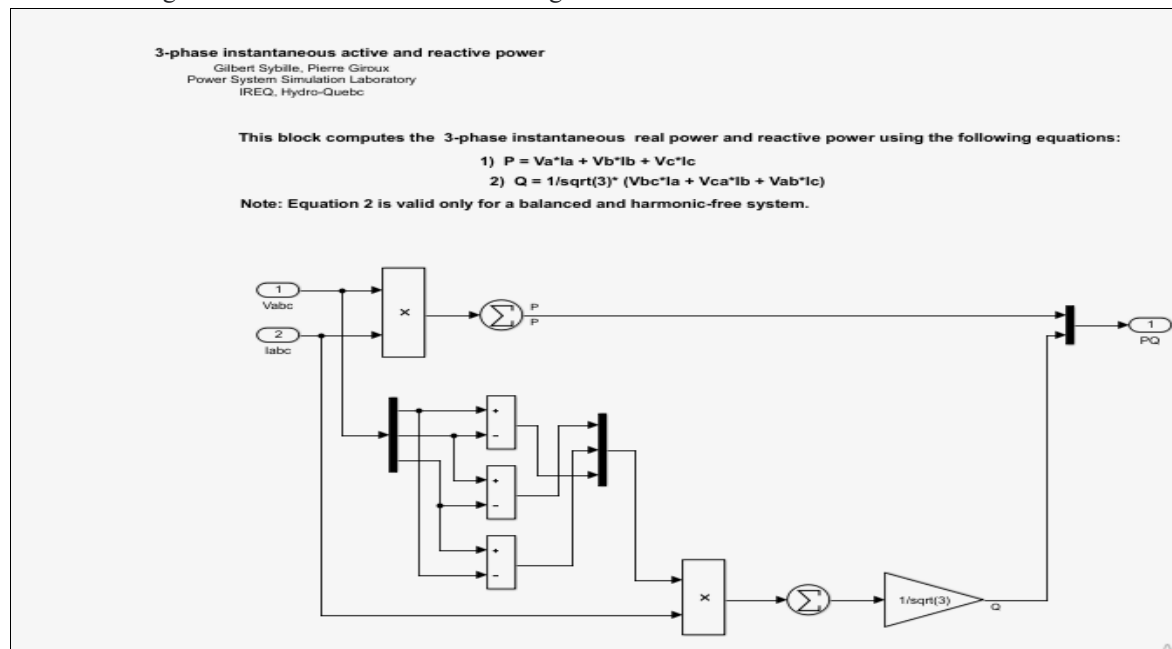 3-phase instantaneous active and reactive power
Gilbert Sybille, Pierre Giroux
Power System Simulation Laboratory
IREQ, Hydro-Quebc
This block computes the 3-phase instantaneous real power and reactive power using the following equations:
1) P = Va*Ia + Vb*Ib + Vc*Ic
2) Q = 1/sqrt(3)* (Vbc*Ia + Vca*Ib + Vab*Ic)
Note: Equation 2 is valid only for a balanced and harmonic-free system.
1
Vabc
2
Iabc
×
∑
P
P
1
PQ
+
−
+
−
+
−
×
∑
1/sqrt(3)
Q